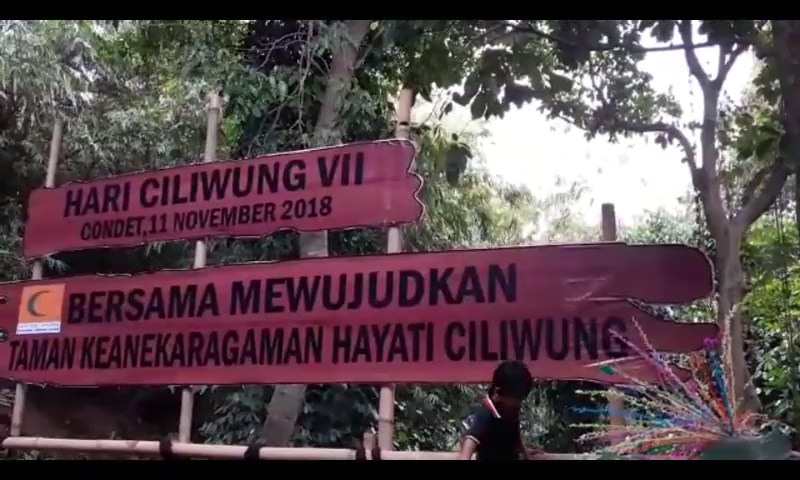 HARI CILIWUNG VII
CONDET,11 NOVEMBER 2018
BERSAMA MEWUJUDKAN
TAMAN KEANEKARAGAMAN HAYATI CILIWUNG